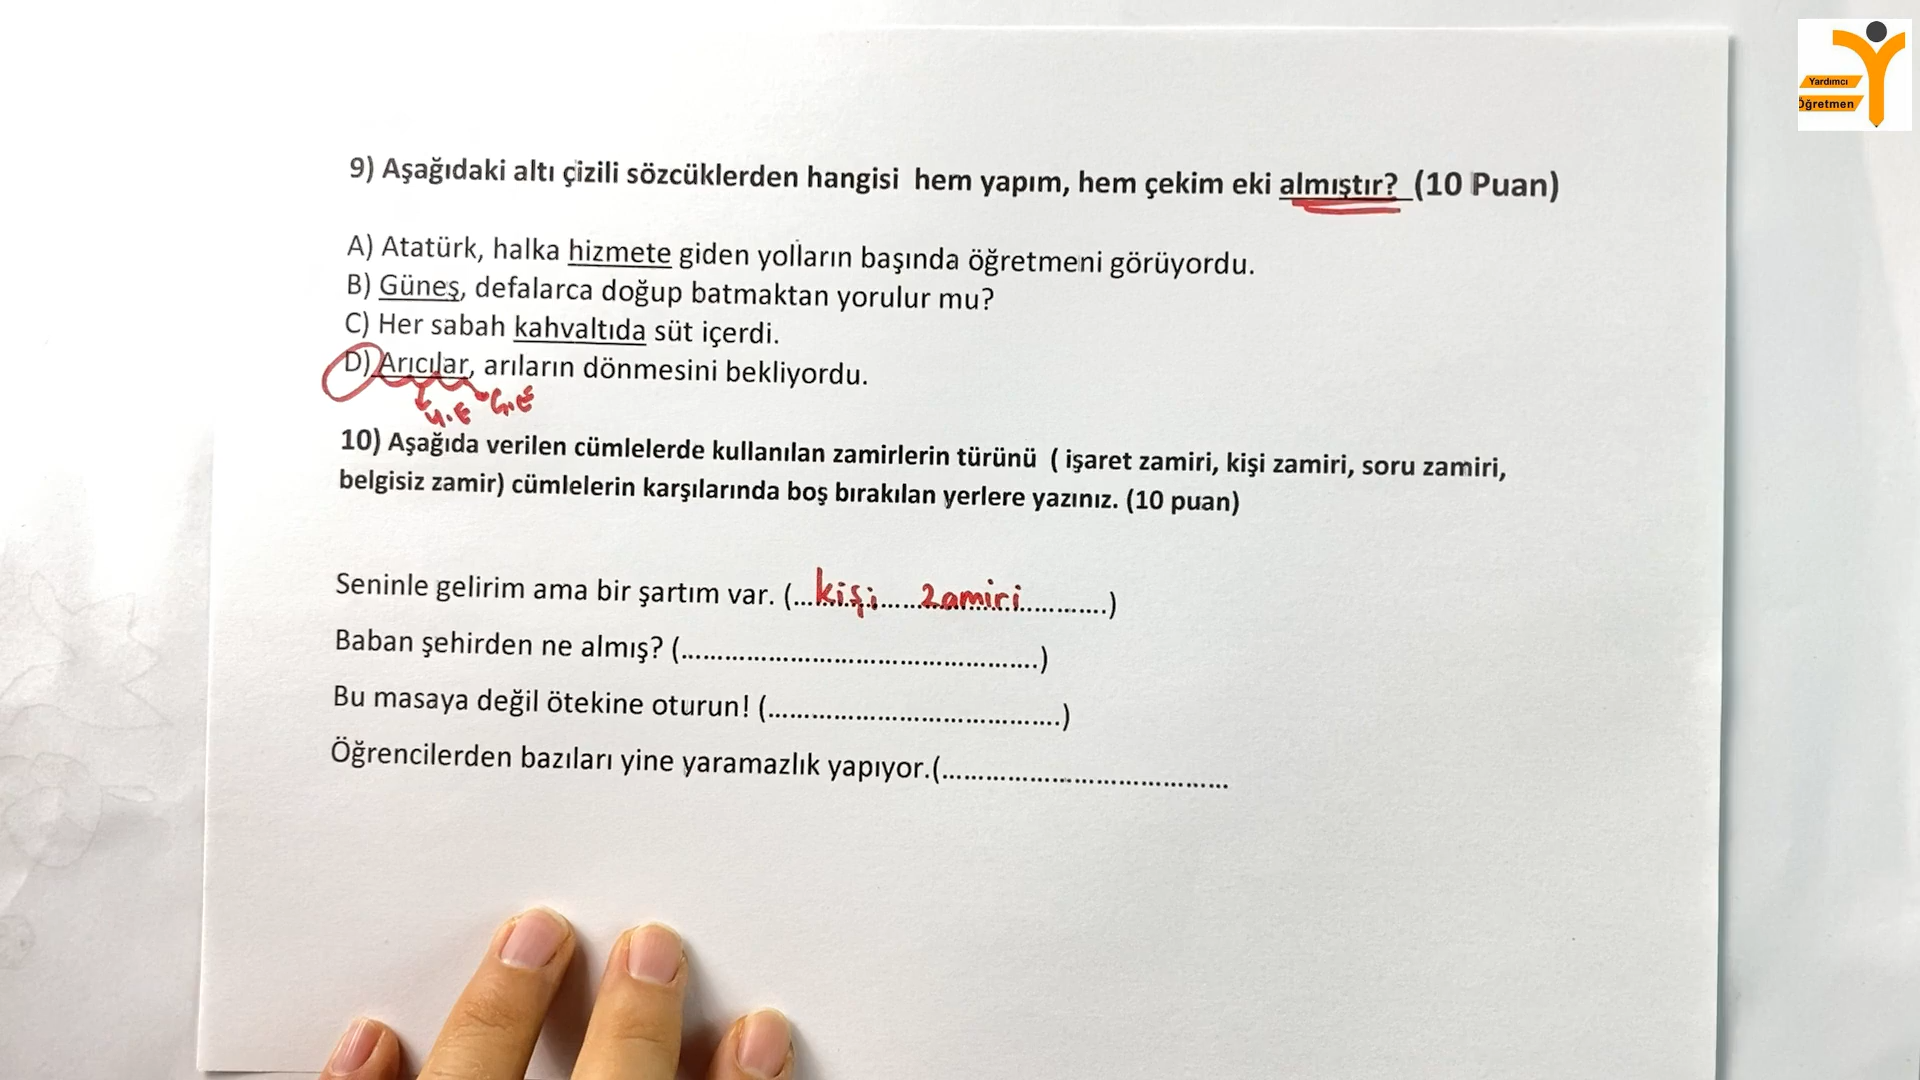 Yardımcı
Öğretmen
9) Aşağıdaki altı çizili sözcüklerden hangisi hem yapım, hem çekim eki almıştır? (10 Puan)
A) Atatürk, halka hizmete giden yolların başında öğretmeni görüyordu.
B) Güneş, defalarca doğup batmaktan yorulur mu?
C) Her sabah kahvaltıda süt içerdi.
D) Arıcılar, arıların dönmesini bekliyordu.
Y.E Ç.E
10) Aşağıda verilen cümlelerde kullanılan zamirlerin türünü ( işaret zamiri, kişi zamiri, soru zamiri,
belgisiz zamir) cümlelerin karşılarında boş bırakılan yerlere yazınız. (10 puan)
Seninle gelirim ama bir şartım var. (...kişi.....zamiri............)
Baban şehirden ne almış? (.................................................)
Bu masaya değil ötekine oturun! (........................................)
Öğrencilerden bazıları yine yaramazlık yapıyor.(.......................................